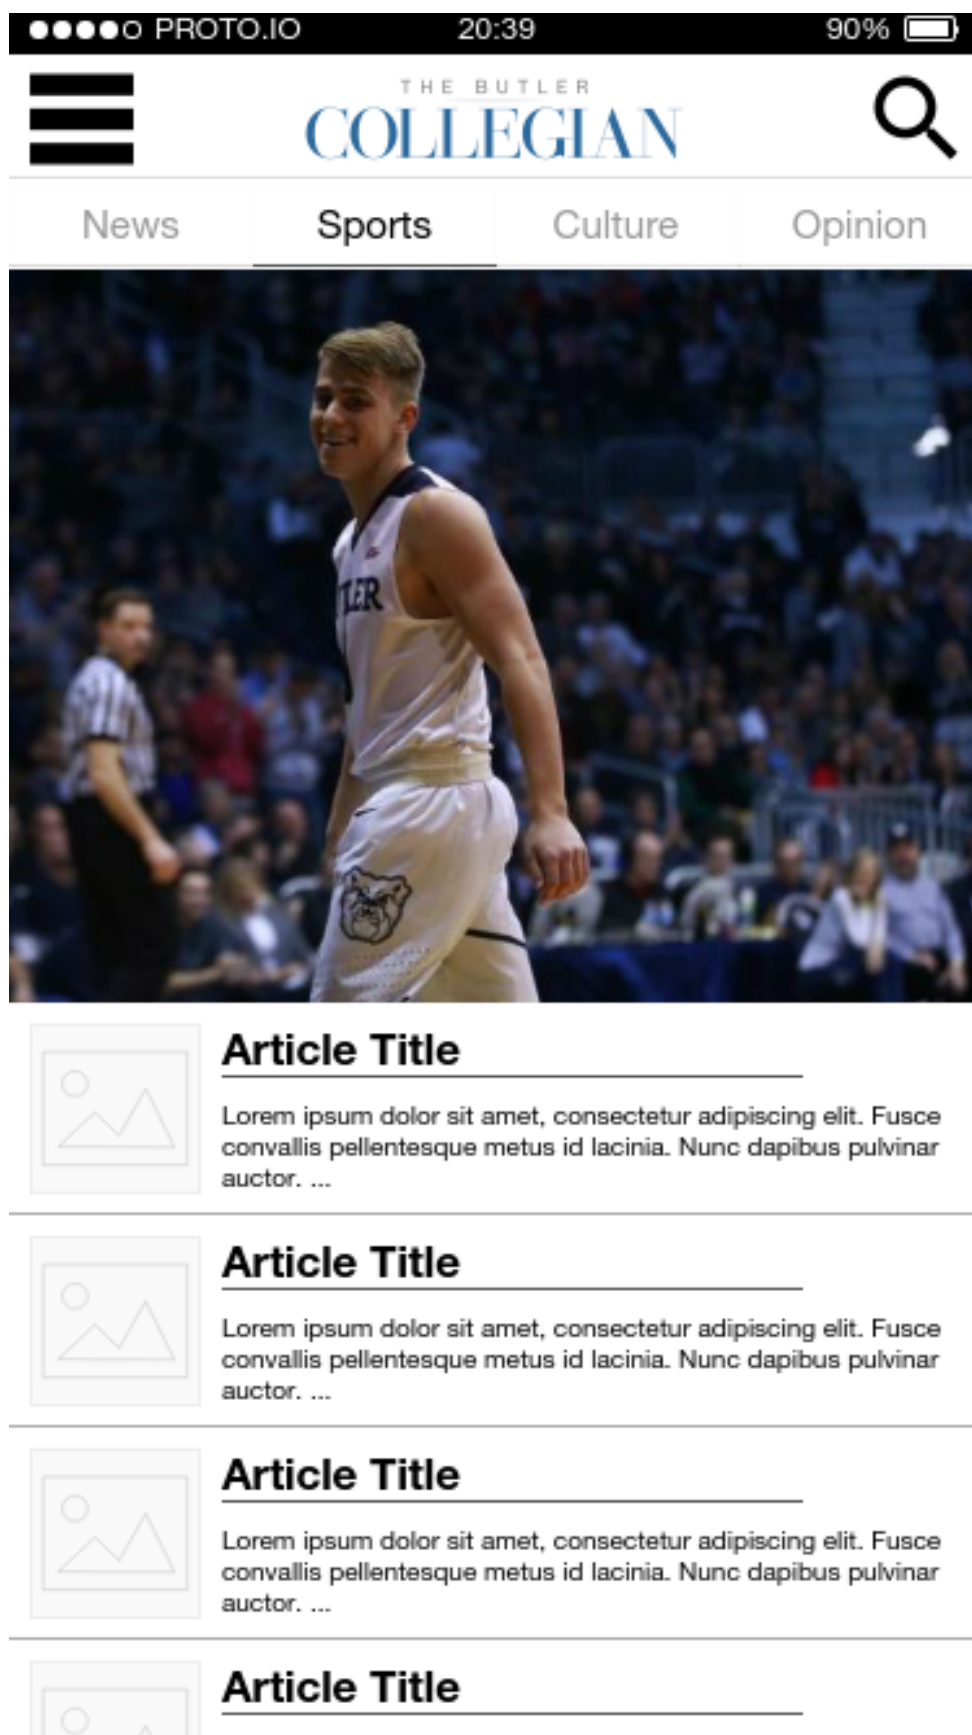 PROTO.IO 20:39 90%
THE BUTLER
COLLEGIAN
News Sports Culture Opinion
Article Title
Lorem ipsum dolor sit amet, consectetur adipiscing elit. Fusce
convallis pellentesque metus id lacinia. Nunc dapibus pulvinar
auctor. ...
Article Title
Lorem ipsum dolor sit amet, consectetur adipiscing elit. Fusce
convallis pellentesque metus id lacinia. Nunc dapibus pulvinar
auctor. ...
Article Title
Lorem ipsum dolor sit amet, consectetur adipiscing elit. Fusce
convallis pellentesque metus id lacinia. Nunc dapibus pulvinar
auctor. ...
Article Title